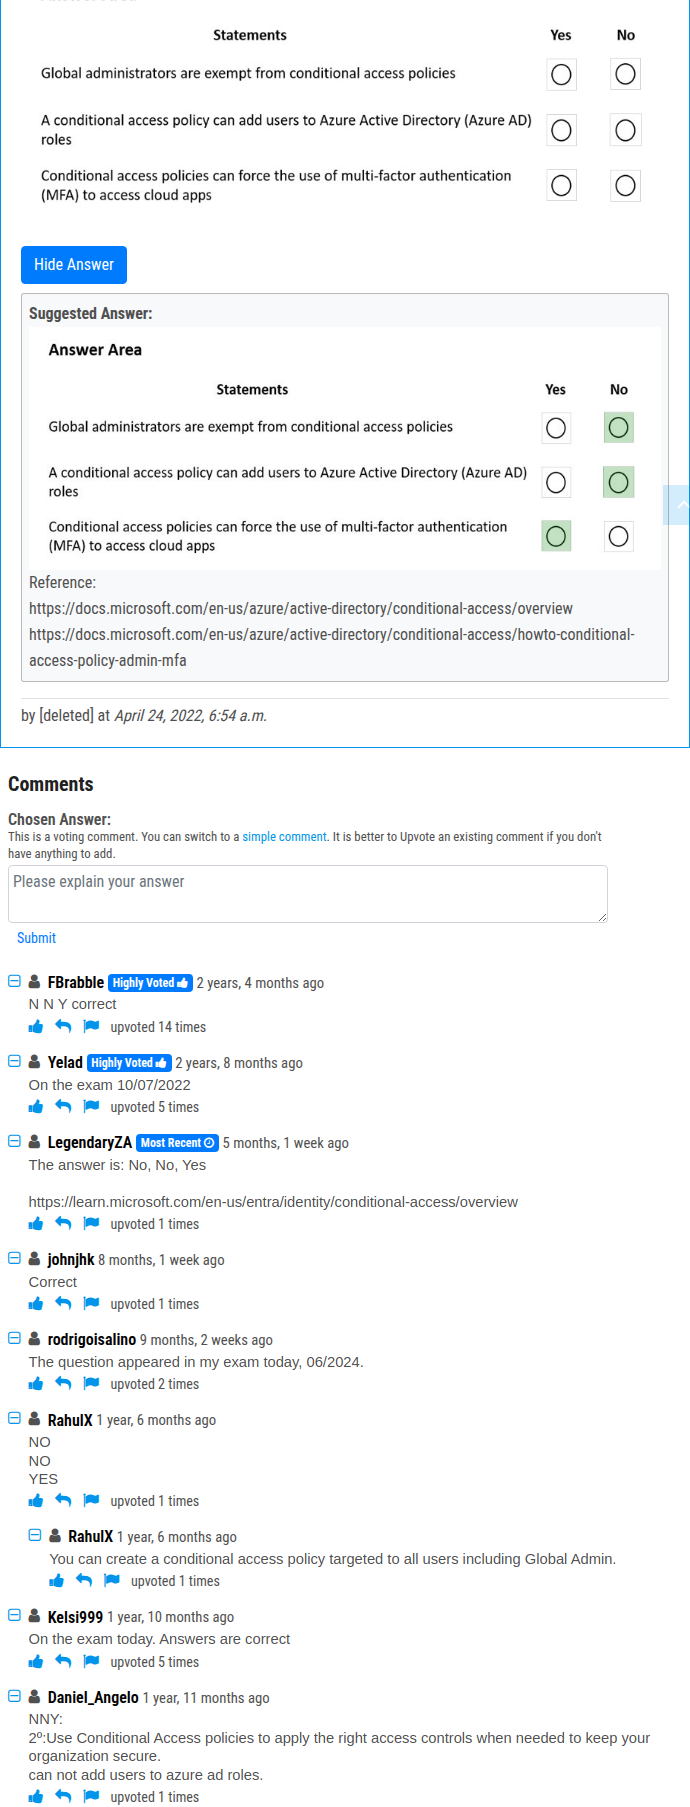 Statements Yes No
Global administrators are exempt from conditional access policies
A conditional access policy can add users to Azure Active Directory (Azure AD)
roles
Conditional access policies can force the use of multi-factor authentication
(MFA) to access cloud apps
Hide Answer
Suggested Answer:
Answer Area
Statements Yes No
Global administrators are exempt from conditional access policies
A conditional access policy can add users to Azure Active Directory (Azure AD)
roles
Conditional access policies can force the use of multi-factor authentication
(MFA) to access cloud apps
Reference:
https://docs.microsoft.com/en-us/azure/active-directory/conditional-access/overview
https://docs.microsoft.com/en-us/azure/active-directory/conditional-access/howto-conditional-
access-policy-admin-mfa
by [deleted] at April 24, 2022, 6:54 a.m.
Comments
Chosen Answer:
This is a voting comment. You can switch to a simple comment. It is better to Upvote an existing comment if you don't
have anything to add.
Please explain your answer
Submit
FBrabble Highly Voted 2 years, 4 months ago
N N Y correct
upvoted 14 times
Yelad Highly Voted 2 years, 8 months ago
On the exam 10/07/2022
upvoted 5 times
LegendaryZA Most Recent 5 months, 1 week ago
The answer is: No, No, Yes
https://learn.microsoft.com/en-us/entra/identity/conditional-access/overview
upvoted 1 times
johnjhk 8 months, 1 week ago
Correct
upvoted 1 times
rodrigoisalino 9 months, 2 weeks ago
The question appeared in my exam today, 06/2024.
upvoted 2 times
RahulX 1 year, 6 months ago
NO
NO
YES
upvoted 1 times
RahulX 1 year, 6 months ago
You can create a conditional access policy targeted to all users including Global Admin.
upvoted 1 times
Kelsi999 1 year, 10 months ago
On the exam today. Answers are correct
upvoted 5 times
Daniel_Angelo 1 year, 11 months ago
NNY:
2º:Use Conditional Access policies to apply the right access controls when needed to keep your
organization secure.
can not add users to azure ad roles.
upvoted 1 times